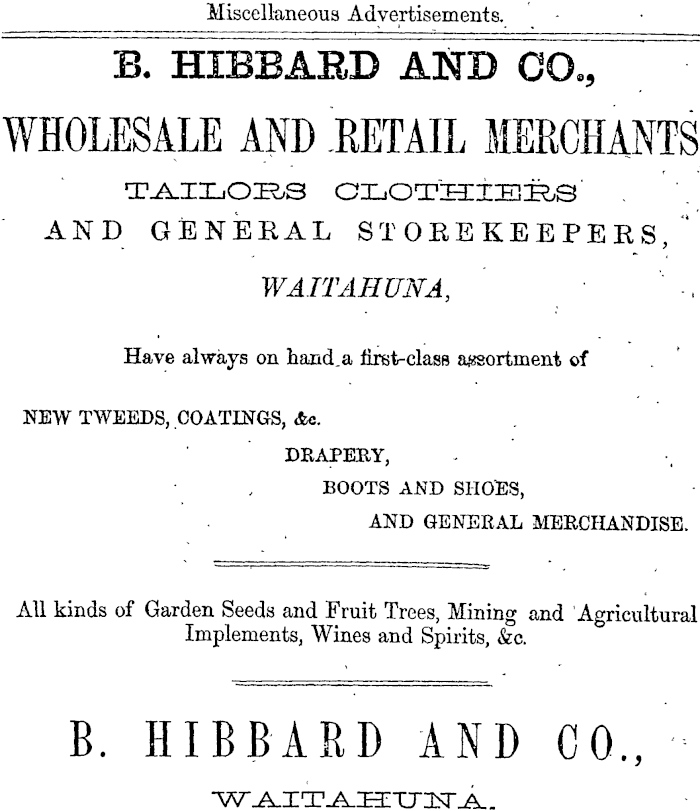 Miscellaneous Advertisements.
B. HIBBARD AND CO.,
WHOLESALE AND RETAIL MERCHANTS
TAILORS CLOTHIERS
AND GENERAL STOREKEEPERS,
WAITAHUNA,
Have always on hand a first-class assortment of
NEW TWEEDS, COATINGS, &c.
DRAPERY,
BOOTS AND SHOES,
AND GENERAL MERCHANDISE.
All kinds of Garden Seeds and Fruit Trees, Mining and Agricultural
Implements, Wines and Spirits, &c.
B. HIBBARD AND CO.,
WAITAHUNA.